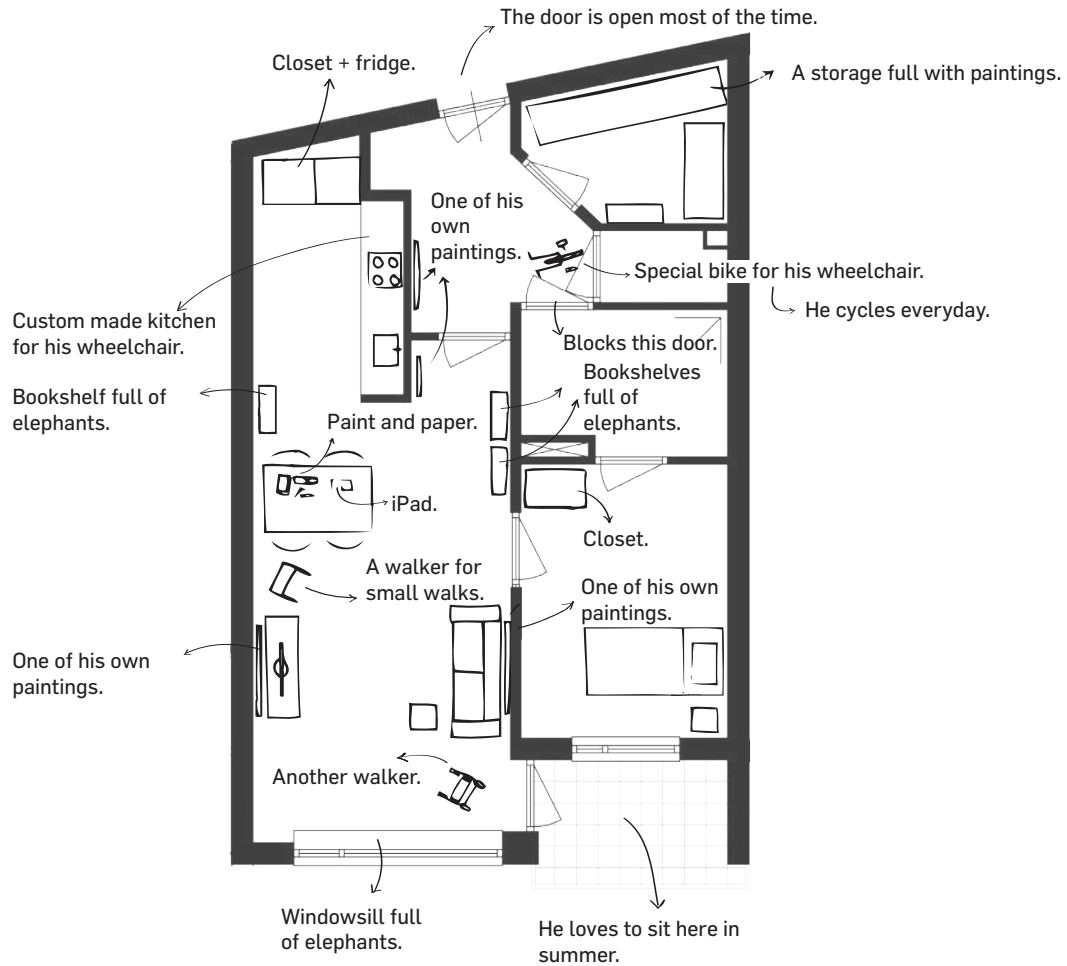 The door is open most of the time.
Closet + fridge.
A storage full with paintings.
One of his
own
paintings.
Special bike for his wheelchair.
He cycles everyday.
Custom made kitchen
for his wheelchair.
Blocks this door.
Bookshelf full of
elephants.
Bookshelves
full of
elephants.
Paint and paper.
iPad.
Closet.
A walker for
small walks.
One of his own
paintings.
One of his own
paintings.
Another walker.
Windowsill full
of elephants.
He loves to sit here in
summer.